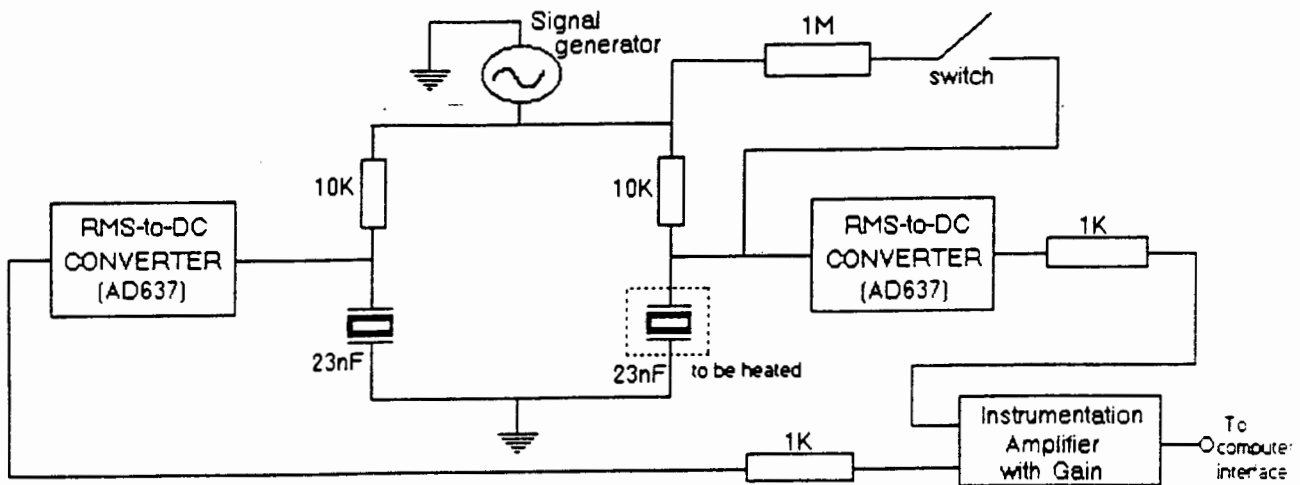 Signal
generator
1M
switch
10K
10K
RMS-to-DC
CONVERTER
(AD637)
RMS-to-DC
CONVERTER
(AD637)
1K
23nF
23nF
to be heated
Instrumentation
Amplifier
with Gain
1K
To
computer
interface